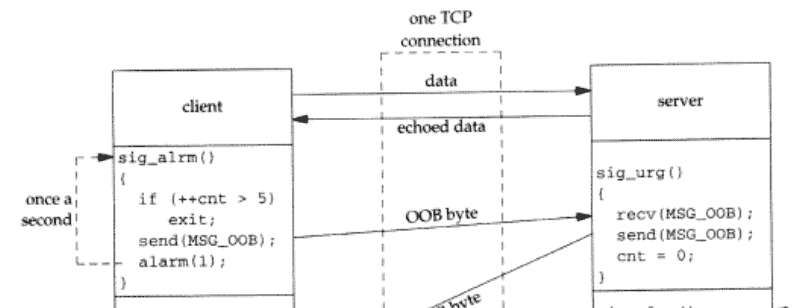 one TCP
connection
data
client
server
echoed data
sig_alrm()
{
if (++cnt > 5)
exit;
send(MSG_OOB);
alarm(1);
}
once a
second
OOB byte
sig_urg()
{
recv(MSG_OOB);
send(MSG_OOB);
cnt = 0;
}
byte